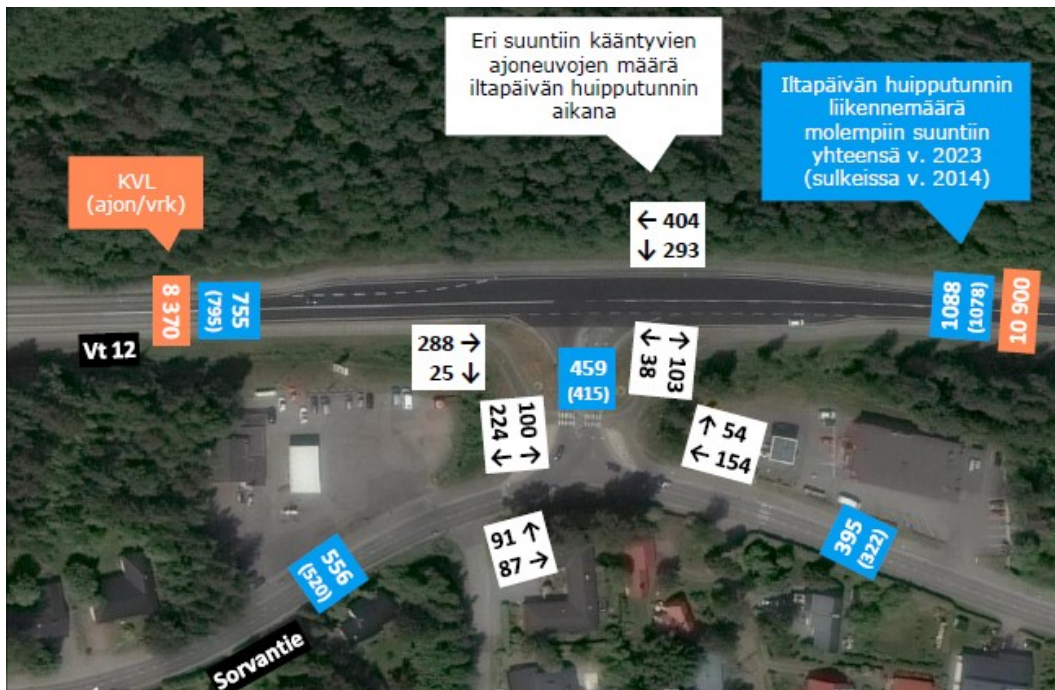 Eri suuntiin kääntyvien
ajoneuvojen määrä
iltapäivän huipputunnin
aikana
Iltapäivän huipputunnin
liikennemäärä
molempiin suuntiin
yhteensä v. 2023
(sulkeissa v. 2014)
KVL
(ajon/vrk)
← 404
↓ 293
8 370
755
(795)
1088
(1078)
10 900
Vt 12
288 →
25 ↓
459
(415)
↑ 103
← 38
100 →
224 ←
↑ 54
← 154
91 ↑
87 →
556
(520)
395
(322)
Sorvantie